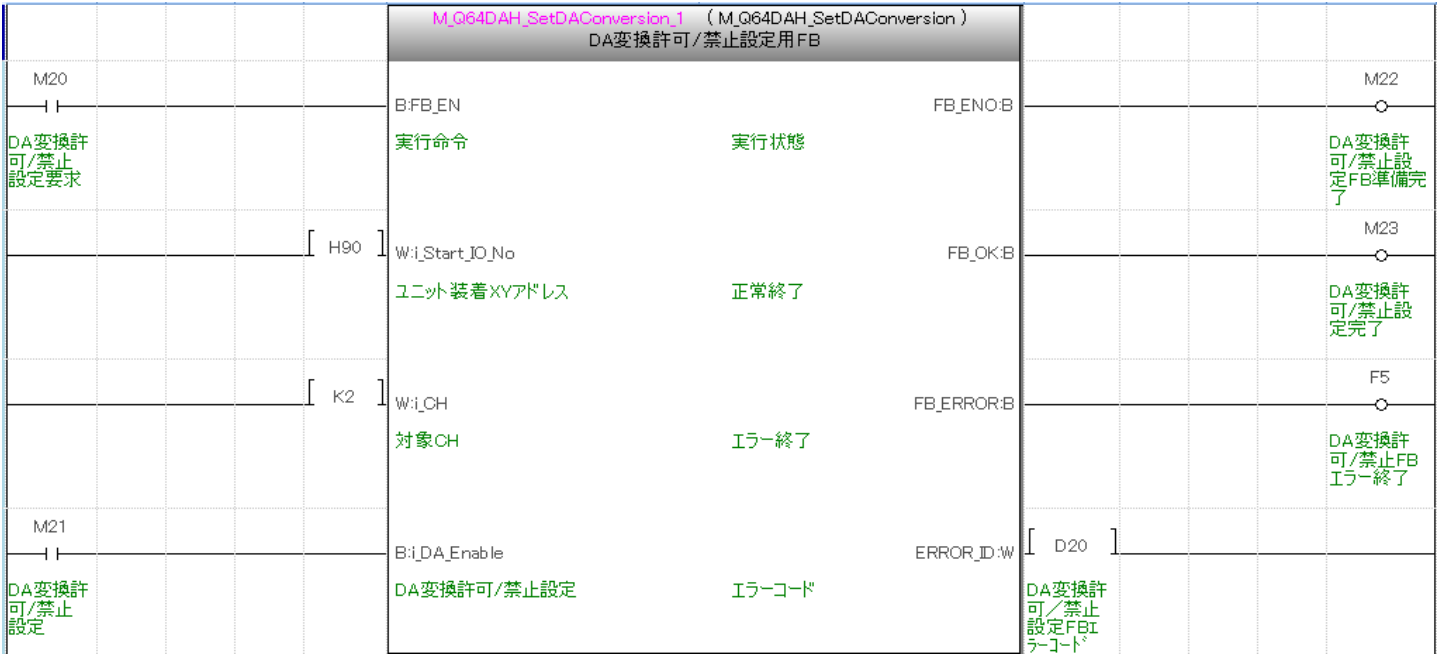 M_Q64DAH_SetDAConversion_1 （M_Q64DAH_SetDAConversion）
DA変換許可/禁止設定用FB
M20
B:FB_EN
FB_ENO:B
M22
DA変換許
可/禁止
設定要求
実行命令
実行状態
DA変換許
可/禁止設
定FB準備完
了
H90
W:i_Start_IO_No
FB_OK:B
M23
ユニット装着XYアドレス
正常終了
DA変換許
可/禁止設
定完了
K2
W:i_CH
FB_ERROR:B
F5
対象CH
エラー終了
DA変換許
可/禁止FB
エラー終了
M21
B:i_DA_Enable
ERROR_ID:W
D20
DA変換許
可/禁止
設定
DA変換許可/禁止設定
エラーコード
DA変換許
可／禁止
設定FBｴ
ﾗｰｺｰﾄﾞ